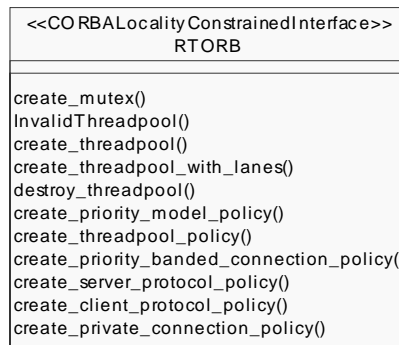 <<CORBALocalityConstrainedInterface>>
RTORB
create_mutex()
InvalidThreadpool()
create_threadpool()
create_threadpool_with_lanes()
destroy_threadpool()
create_priority_model_policy()
create_threadpool_policy()
create_priority_banded_connection_policy(
create_server_protocol_policy()
create_client_protocol_policy()
create_private_connection_policy()